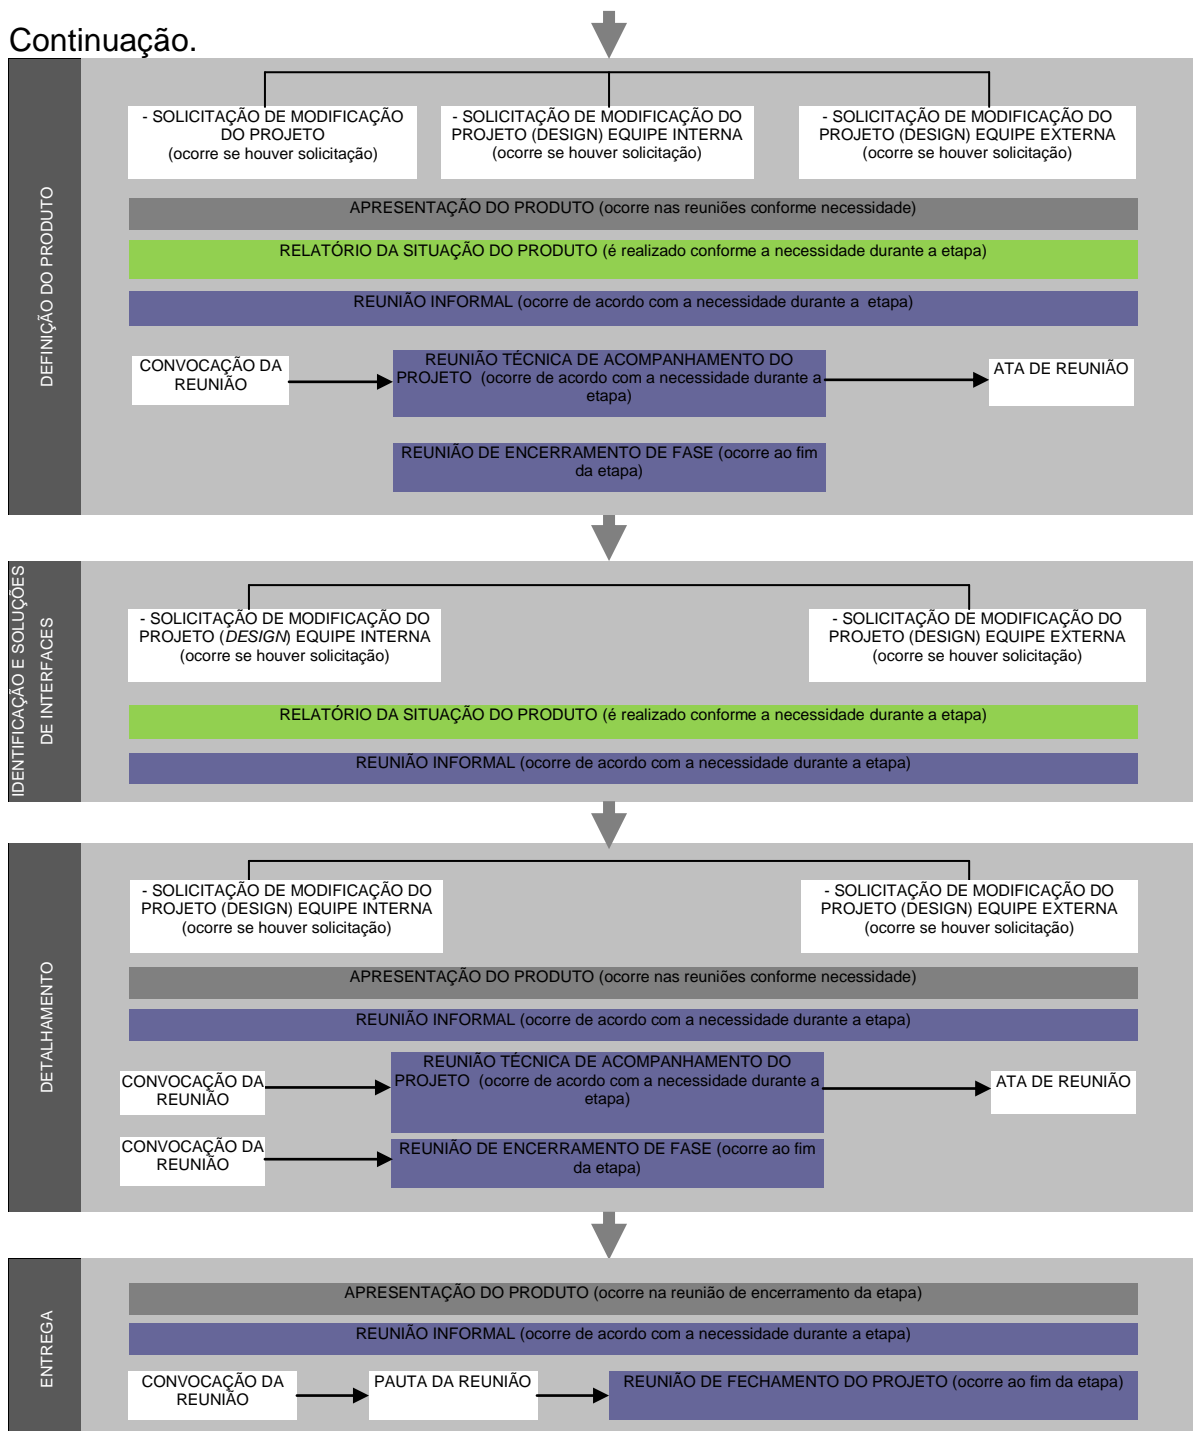 Continuação.
DEFINIÇÃO DO PRODUTO
- SOLICITAÇÃO DE MODIFICAÇÃO
DO PROJETO
(ocorre se houver solicitação)
- SOLICITAÇÃO DE MODIFICAÇÃO DO
PROJETO (DESIGN) EQUIPE INTERNA
(ocorre se houver solicitação)
- SOLICITAÇÃO DE MODIFICAÇÃO DO
PROJETO (DESIGN) EQUIPE EXTERNA
(ocorre se houver solicitação)
APRESENTAÇÃO DO PRODUTO (ocorre nas reuniões conforme necessidade)
RELATÓRIO DA SITUAÇÃO DO PRODUTO (é realizado conforme a necessidade durante a etapa)
REUNIÃO INFORMAL (ocorre de acordo com a necessidade durante a etapa)
CONVOCAÇÃO DA
REUNIÃO
REUNIÃO TÉCNICA DE ACOMPANHAMENTO DO
PROJETO (ocorre de acordo com a necessidade durante a
etapa)
ATA DE REUNIÃO
REUNIÃO DE ENCERRAMENTO DE FASE (ocorre ao fim
da etapa)
IDENTIFICAÇÃO E SOLUÇÕES
DE INTERFACES
- SOLICITAÇÃO DE MODIFICAÇÃO DO
PROJETO (DESIGN) EQUIPE INTERNA
(ocorre se houver solicitação)
- SOLICITAÇÃO DE MODIFICAÇÃO DO
PROJETO (DESIGN) EQUIPE EXTERNA
(ocorre se houver solicitação)
RELATÓRIO DA SITUAÇÃO DO PRODUTO (é realizado conforme a necessidade durante a etapa)
REUNIÃO INFORMAL (ocorre de acordo com a necessidade durante a etapa)
DETALHAMENTO
- SOLICITAÇÃO DE MODIFICAÇÃO DO
PROJETO (DESIGN) EQUIPE INTERNA
(ocorre se houver solicitação)
- SOLICITAÇÃO DE MODIFICAÇÃO DO
PROJETO (DESIGN) EQUIPE EXTERNA
(ocorre se houver solicitação)
APRESENTAÇÃO DO PRODUTO (ocorre nas reuniões conforme necessidade)
REUNIÃO INFORMAL (ocorre de acordo com a necessidade durante a etapa)
CONVOCAÇÃO DA
REUNIÃO
REUNIÃO TÉCNICA DE ACOMPANHAMENTO DO
PROJETO (ocorre de acordo com a necessidade durante a
etapa)
ATA DE REUNIÃO
CONVOCAÇÃO DA
REUNIÃO
REUNIÃO DE ENCERRAMENTO DE FASE (ocorre ao fim
da etapa)
ENTREGA
APRESENTAÇÃO DO PRODUTO (ocorre na reunião de encerramento da etapa)
REUNIÃO INFORMAL (ocorre de acordo com a necessidade durante a etapa)
CONVOCAÇÃO DA
REUNIÃO
PAUTA DA REUNIÃO
REUNIÃO DE FECHAMENTO DO PROJETO (ocorre ao fim da etapa)